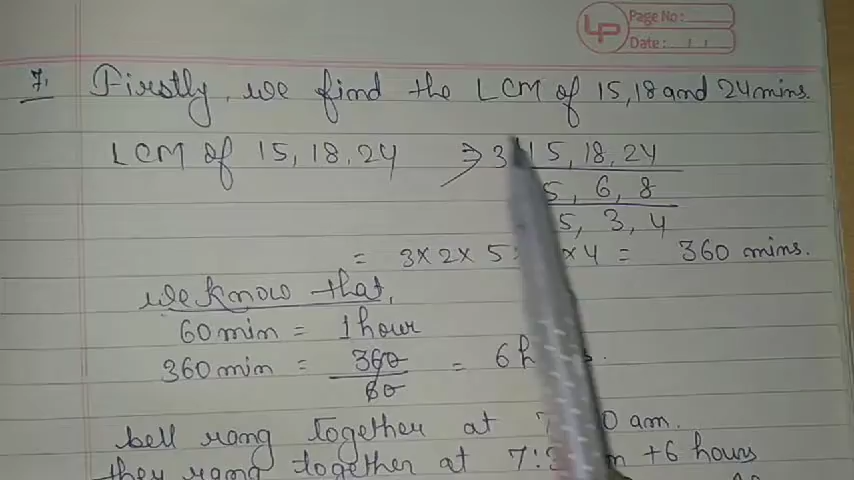 LP Page No:
Date: / /
7. Firstly, we find the LCM of 15, 18 and 24 mins.
LCM of 15, 18, 24 ⇒ 3 15, 18, 24
5, 6, 8
5, 3, 4
= 3 × 2 × 5 × 4 = 360 mins.
we know that,
60 min = 1 hour
360 min = 360/60 = 6
bell rang together at am.
they rang together at + 6 hours